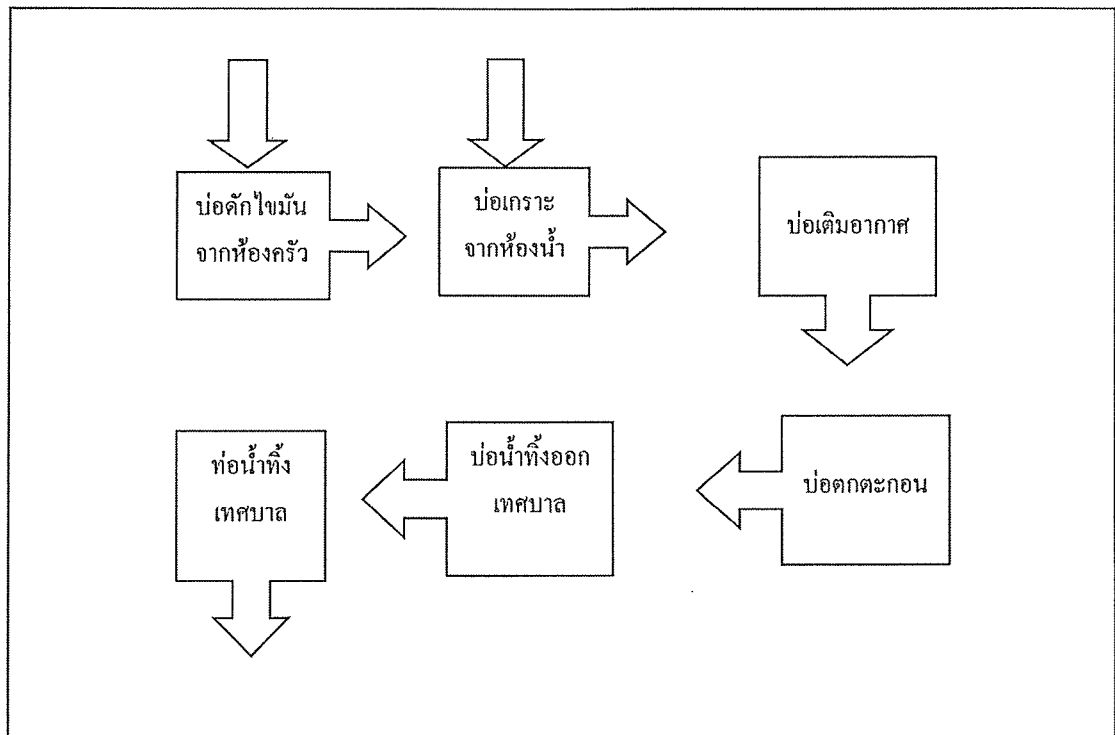 บ่อดักไขมัน
จากห้องครัว
บ่อเกราะ
จากห้องน้ำ
บ่อเติมอากาศ
บ่อตกตะกอน
บ่อน้ำทิ้งออก
เทศบาล
ท่อน้ำทิ้ง
เทศบาล